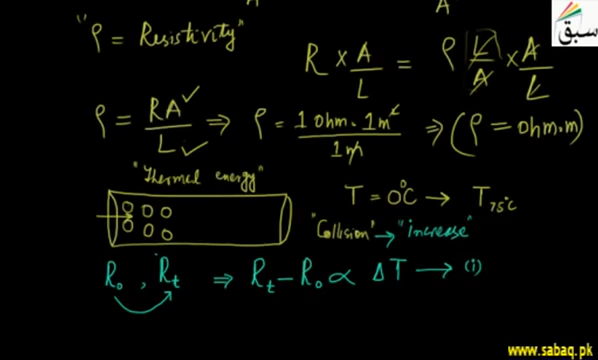 A A
سبق
"ρ = Resistivity"
R × A/L = ρ L/A × A/L
ρ = RA/L ⇒ ρ = 1 ohm · 1m²/1m ⇒ (ρ = ohm.m)
"Thermal energy"
T = 0°C → T75°C
"Collision" → "increase"
R₀ , Rt ⇒ Rt − R₀ ∝ ΔT → (i)
www.sabaq.pk